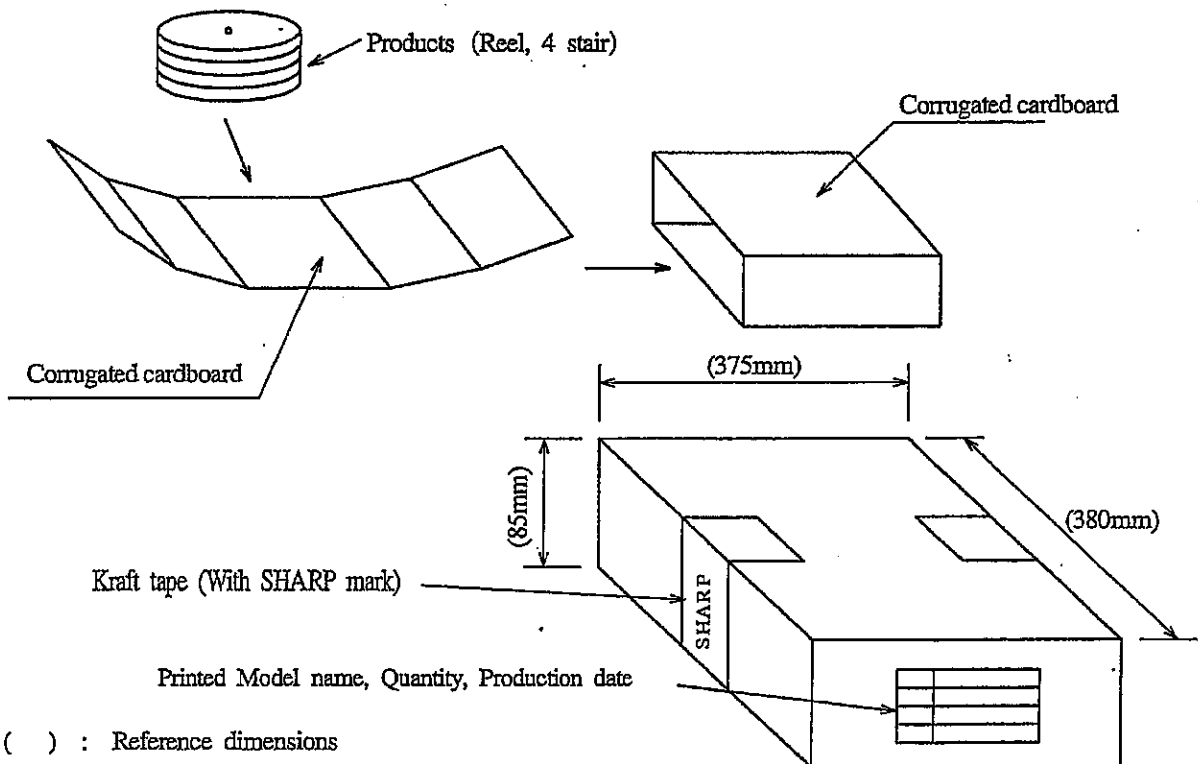 Products (Reel, 4 stair)
Corrugated cardboard
Corrugated cardboard
(375mm)
(85mm)
(380mm)
Kraft tape (With SHARP mark)
SHARP
Printed Model name, Quantity, Production date
( ) : Reference dimensions